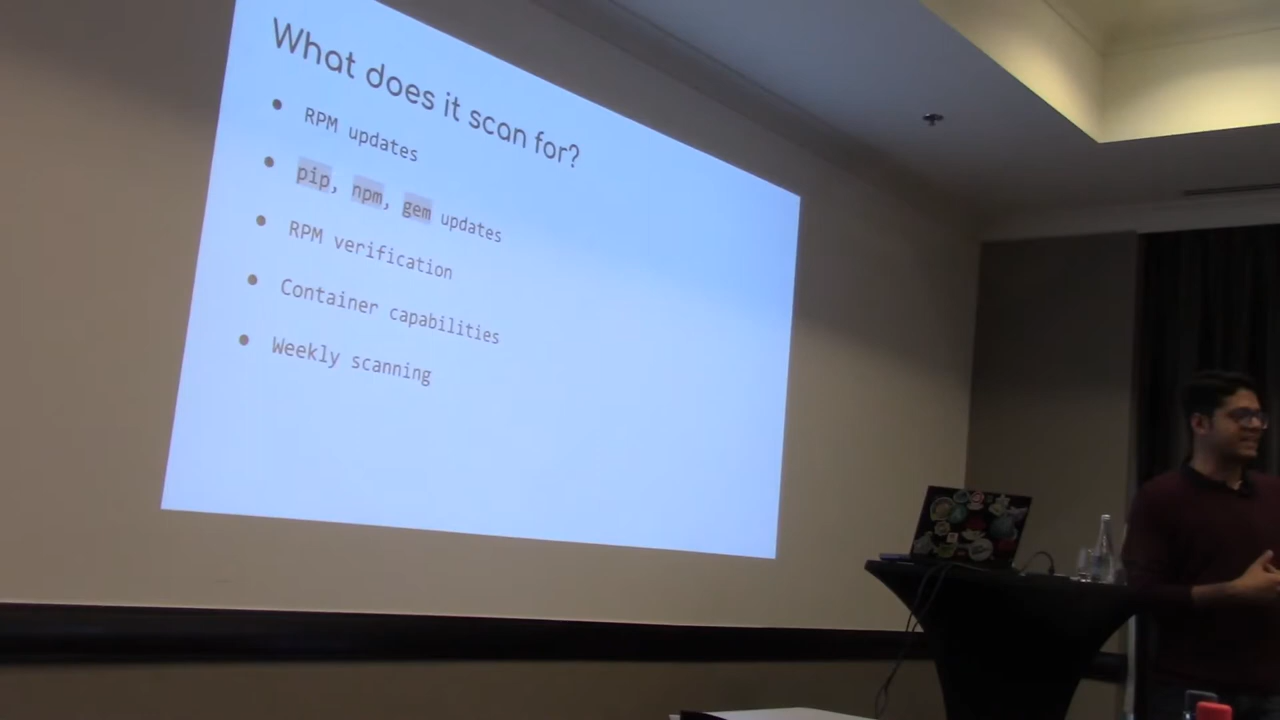 What does it scan for?
● RPM updates
● pip, npm, gem updates
● RPM verification
● Container capabilities
● Weekly scanning